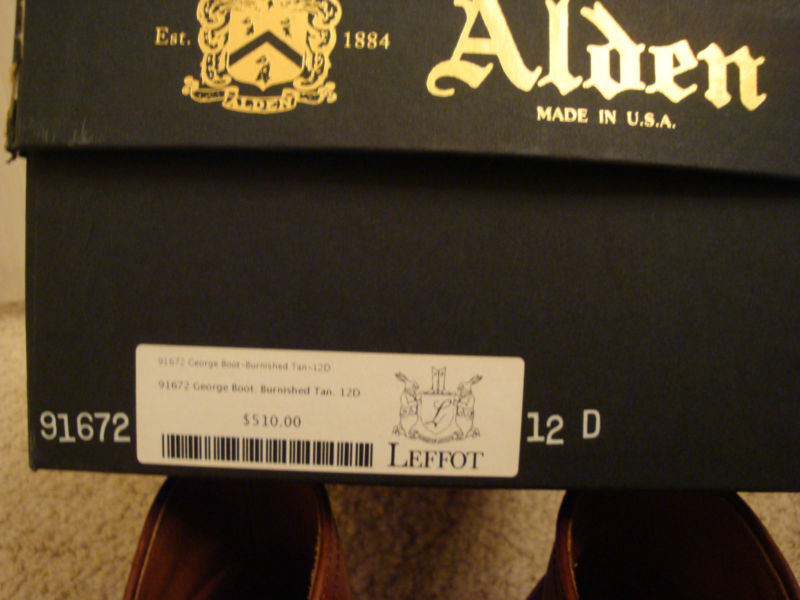 Est. 1884
ALDEN
Alden
MADE IN U.S.A.
91672 George Boot-Burnished Tan-12D
91672 George Boot. Burnished Tan. 12D
$510.00
L
LEFFOT
91672
12 D